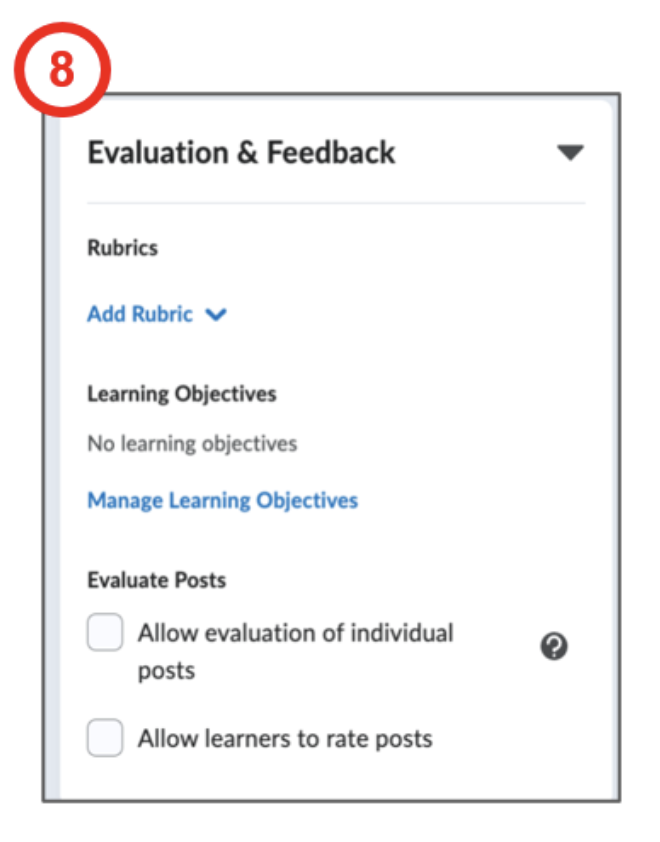 8
Evaluation & Feedback
Rubrics
Add Rubric
Learning Objectives
No learning objectives
Manage Learning Objectives
Evaluate Posts
Allow evaluation of individual
posts
?
Allow learners to rate posts